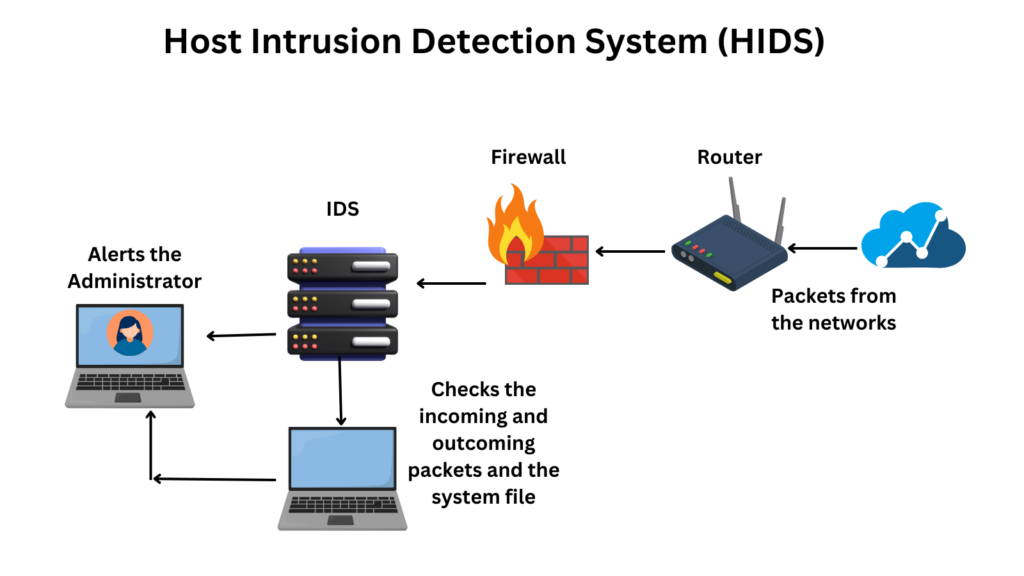 Host Intrusion Detection System (HIDS)
Firewall
Router
IDS
Alerts the
Administrator
Packets from
the networks
Checks the
incoming and
outcoming
packets and the
system file